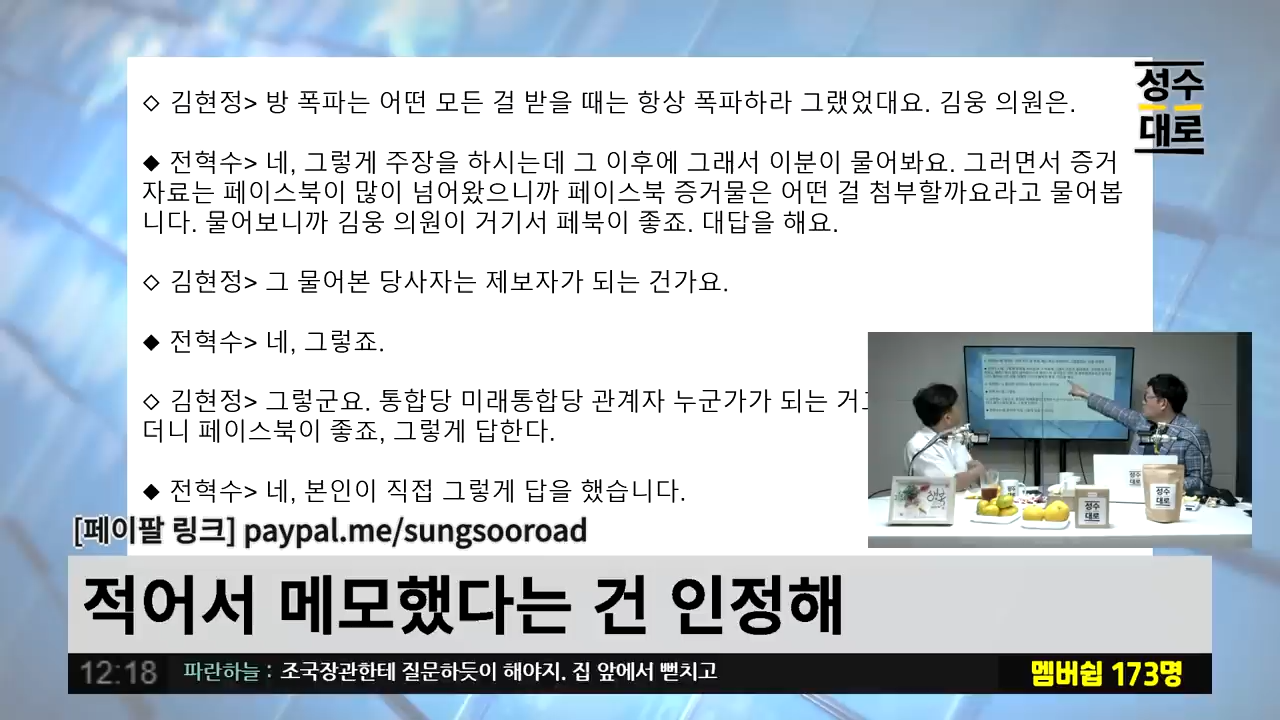 ◇ 김현정> 방 폭파는 어떤 모든 걸 받을 때는 항상 폭파하라 그랬었대요. 김웅 의원은.
◆ 전혁수> 네, 그렇게 주장을 하시는데 그 이후에 그래서 이분이 물어봐요. 그러면서 증거
자료는 페이스북이 많이 넘어왔으니까 페이스북 증거물은 어떤 걸 첨부할까요라고 물어봅
니다. 물어보니까 김웅 의원이 거기서 페북이 좋죠. 대답을 해요.
◇ 김현정> 그 물어본 당사자는 제보자가 되는 건가요.
◆ 전혁수> 네, 그렇죠.
◇ 김현정> 그렇군요. 통합당 미래통합당 관계자 누군가가 되는
더니 페이스북이 좋죠, 그렇게 답한다.
◆ 전혁수> 네, 본인이 직접 그렇게 답을 했습니다.
성수
대로
[페이팔 링크] paypal.me/sungsooroad
적어서 메모했다는 건 인정해
12:18 파란하늘 : 조국장관한테 질문하듯이 해야지. 집 앞에서 뻗치고
멤버쉽 173명
성수
대로
성수
대로
성수
대로